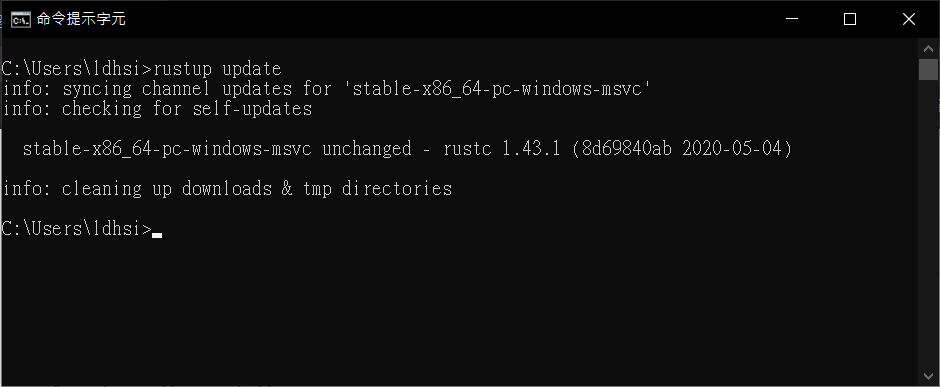 命令提示字元
C:\Users\ldhsi>rustup update
info: syncing channel updates for 'stable-x86_64-pc-windows-msvc'
info: checking for self-updates
stable-x86_64-pc-windows-msvc unchanged - rustc 1.43.1 (8d69840ab 2020-05-04)
info: cleaning up downloads & tmp directories
C:\Users\ldhsi>